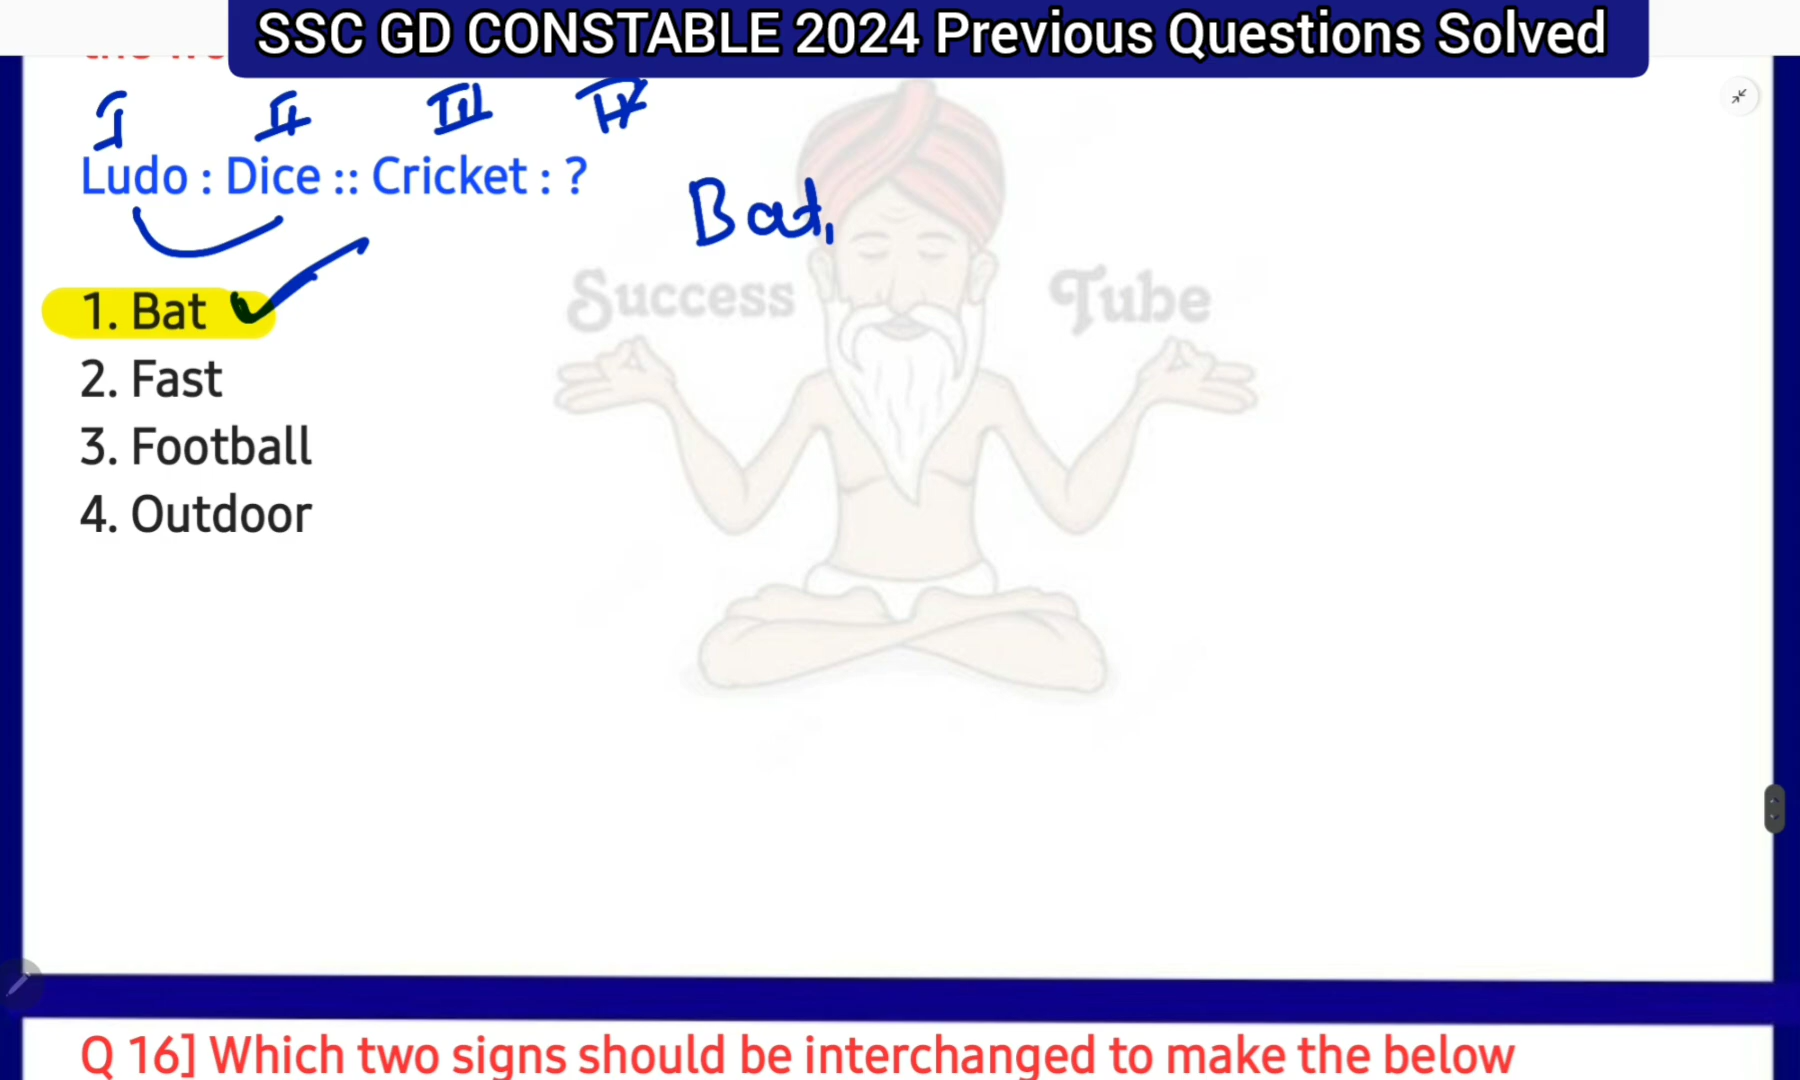 SSC GD CONSTABLE 2024 Previous Questions Solved
I II III IV
Ludo : Dice :: Cricket : ?
Bat,
Success Tube
1. Bat
2. Fast
3. Football
4. Outdoor
Q 16] Which two signs should be interchanged to make the below